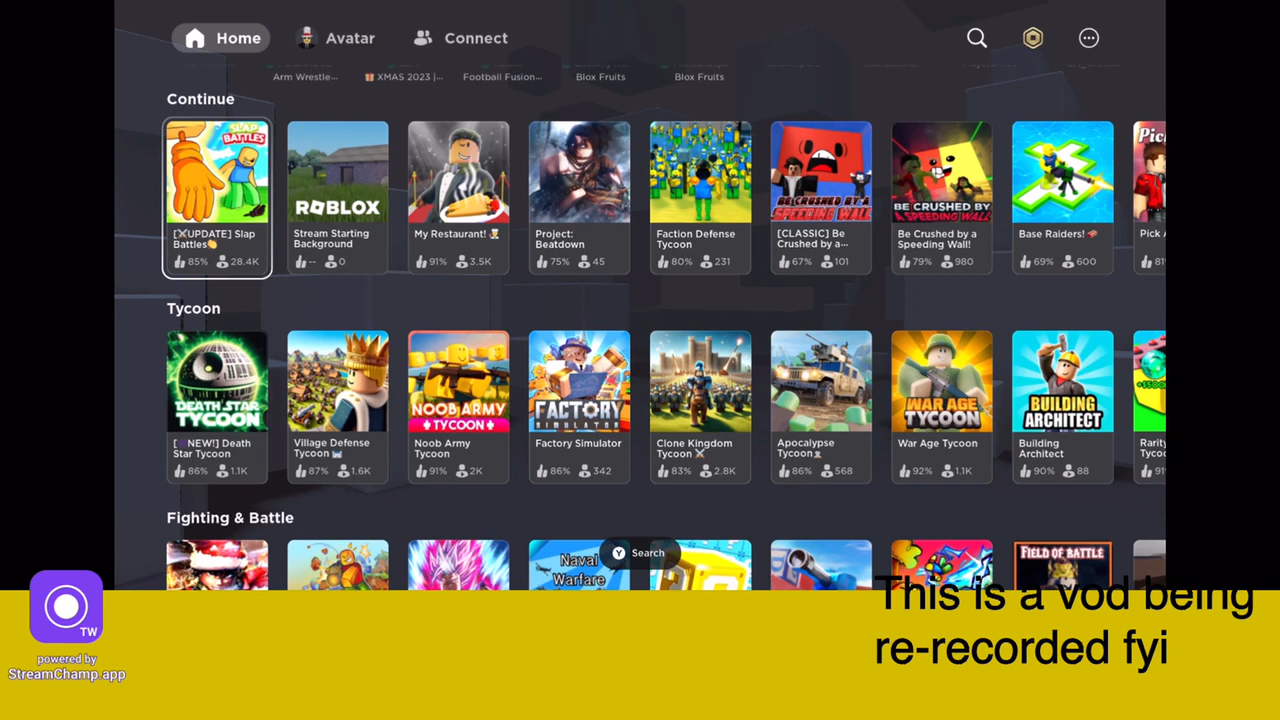 Home Avatar Connect
Arm Wrestle... XMAS 2023 |... Football Fusion... Blox Fruits Blox Fruits
Continue
SLAP BATTLES
ROBLOX
BE CRUSHED BY A SPEEDING WALL
BE CRUSHED BY A SPEEDING WALL
Pick
[⚔UPDATE] Slap Battles👏
Stream Starting Background
My Restaurant! 🧑‍🍳
Project: Beatdown
Faction Defense Tycoon
[CLASSIC] Be Crushed by a...
Be Crushed by a Speeding Wall!
Base Raiders!
Pick A
85% 28.4K
-- 0
91% 3.5K
75% 45
80% 231
67% 101
79% 980
69% 600
81
Tycoon
DEATH STAR TYCOON
NOOB ARMY TYCOON
FACTORY SIMULATOR
WAR AGE TYCOON
BUILDING ARCHITECT
[NEW!] Death Star Tycoon
Village Defense Tycoon
Noob Army Tycoon
Factory Simulator
Clone Kingdom Tycoon ⚔
Apocalypse Tycoon
War Age Tycoon
Building Architect
Rarity Tycoo
86% 1.1K
87% 1.6K
91% 2K
86% 342
83% 2.8K
86% 568
92% 1.1K
90% 88
91
Fighting & Battle
Naval Warfare
FIELD OF BATTLE
Y Search
This is a vod being
re-recorded fyi
TW
powered by
StreamChamp.app